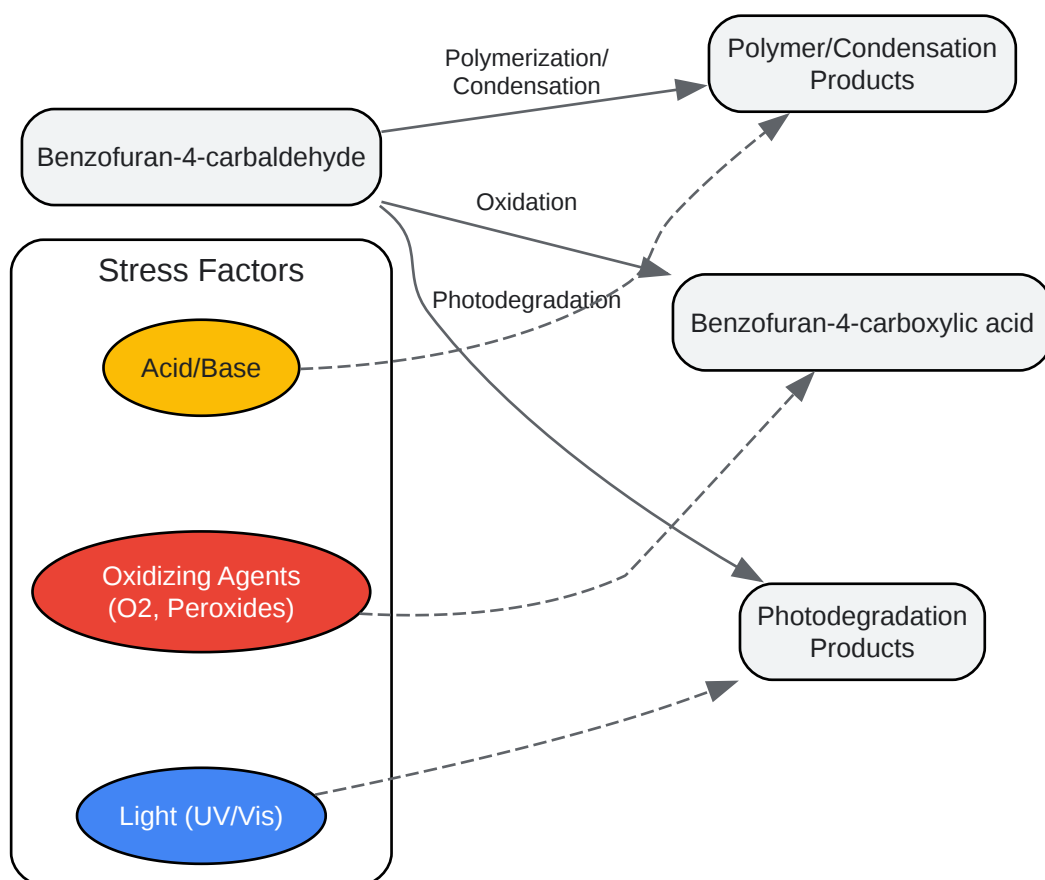 Polymer/Condensation
Products
Polymerization/
Condensation
Benzofuran-4-carbaldehyde
Oxidation
Stress Factors
Photodegradation
Benzofuran-4-carboxylic acid
Acid/Base
Oxidizing Agents
(O2, Peroxides)
Photodegradation
Products
Light (UV/Vis)